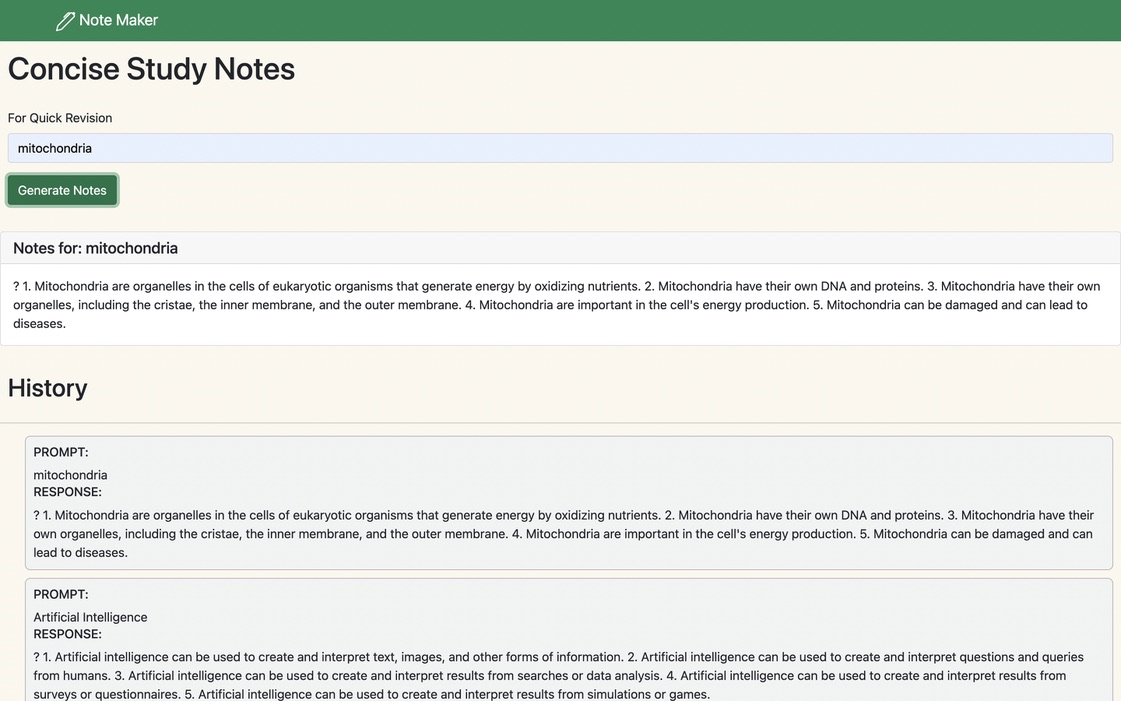 Note Maker
Concise Study Notes
For Quick Revision
mitochondria
Generate Notes
Notes for: mitochondria
? 1. Mitochondria are organelles in the cells of eukaryotic organisms that generate energy by oxidizing nutrients. 2. Mitochondria have their own DNA and proteins. 3. Mitochondria have their own
organelles, including the cristae, the inner membrane, and the outer membrane. 4. Mitochondria are important in the cell's energy production. 5. Mitochondria can be damaged and can lead to
diseases.
History
PROMPT:
mitochondria
RESPONSE:
? 1. Mitochondria are organelles in the cells of eukaryotic organisms that generate energy by oxidizing nutrients. 2. Mitochondria have their own DNA and proteins. 3. Mitochondria have their
own organelles, including the cristae, the inner membrane, and the outer membrane. 4. Mitochondria are important in the cell's energy production. 5. Mitochondria can be damaged and can
lead to diseases.
PROMPT:
Artificial Intelligence
RESPONSE:
? 1. Artificial intelligence can be used to create and interpret text, images, and other forms of information. 2. Artificial intelligence can be used to create and interpret questions and queries
from humans. 3. Artificial intelligence can be used to create and interpret results from searches or data analysis. 4. Artificial intelligence can be used to create and interpret results from
surveys or questionnaires. 5. Artificial intelligence can be used to create and interpret results from simulations or games.